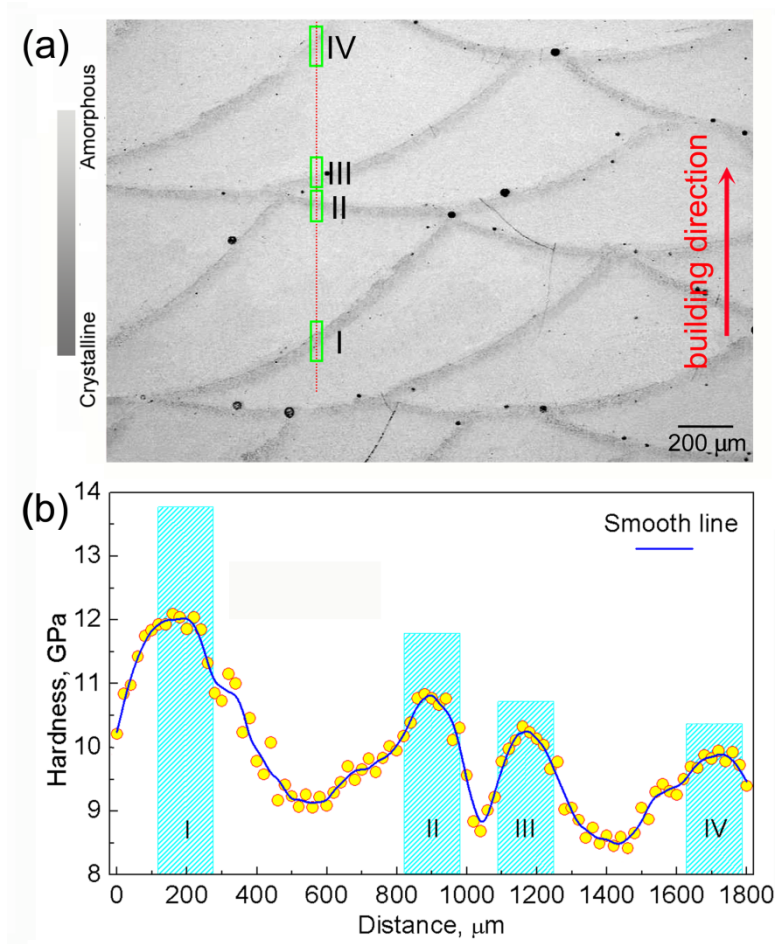 (a)
Amorphous
Crystalline
IV
III
II
I
building direction
200 μm
(b)
14
13
12
11
10
9
8
Hardness, GPa
Smooth line
I
II
III
IV
0
200
400
600
800
1000
1200
1400
1600
1800
Distance, μm